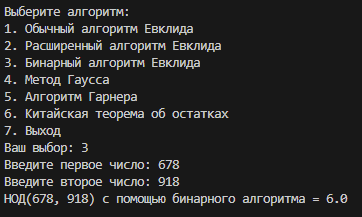 Выберите алгоритм:
1. Обычный алгоритм Евклида
2. Расширенный алгоритм Евклида
3. Бинарный алгоритм Евклида
4. Метод Гаусса
5. Алгоритм Гарнера
6. Китайская теорема об остатках
7. Выход
Ваш выбор: 3
Введите первое число: 678
Введите второе число: 918
НОД(678, 918) с помощью бинарного алгоритма = 6.0